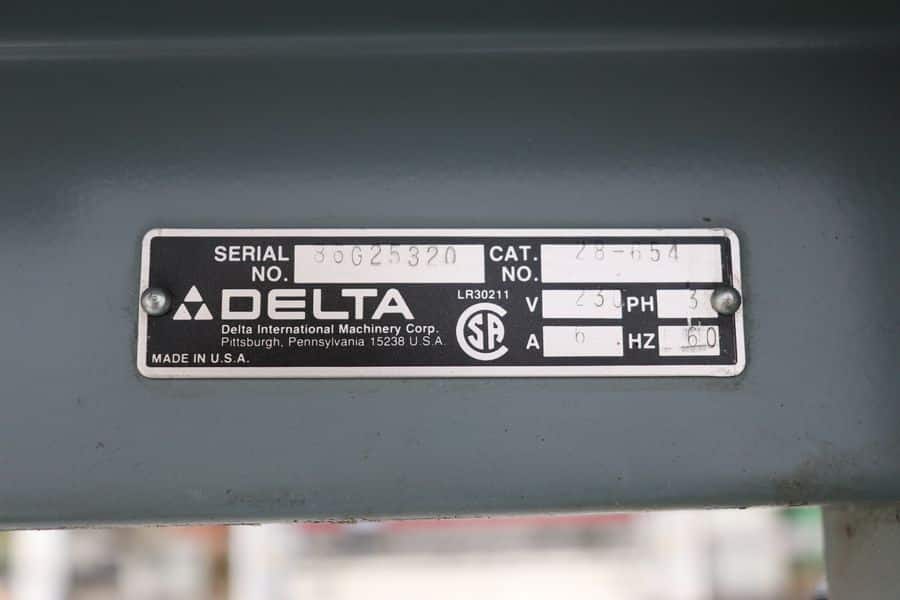 SERIAL NO. 86G25320
CAT. NO. 28-654
DELTA
Delta International Machinery Corp.
Pittsburgh, Pennsylvania 15238 U.S.A.
MADE IN U.S.A.
LR30211
CSA
V 230 PH 3
A 6 HZ 60